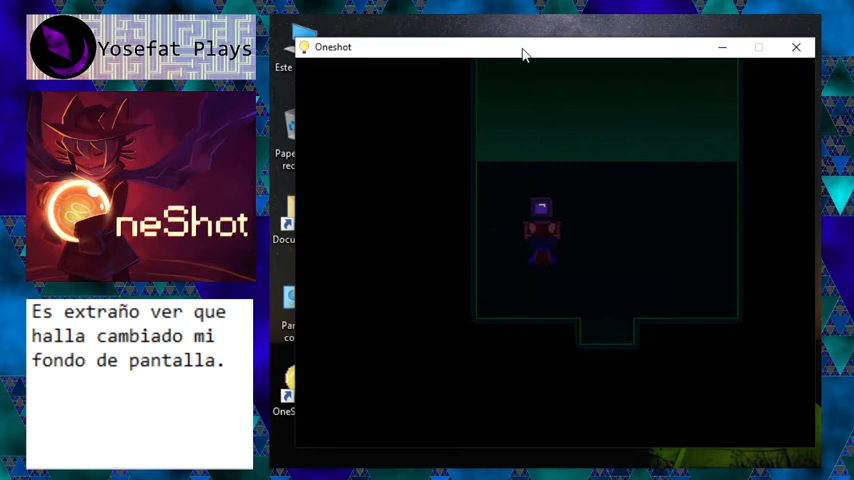 Yosefat Plays
neShot
Es extraño ver que
halla cambiado mi
fondo de pantalla.
Oneshot
Este
Pape
rec
Docu
Par
co
OneS